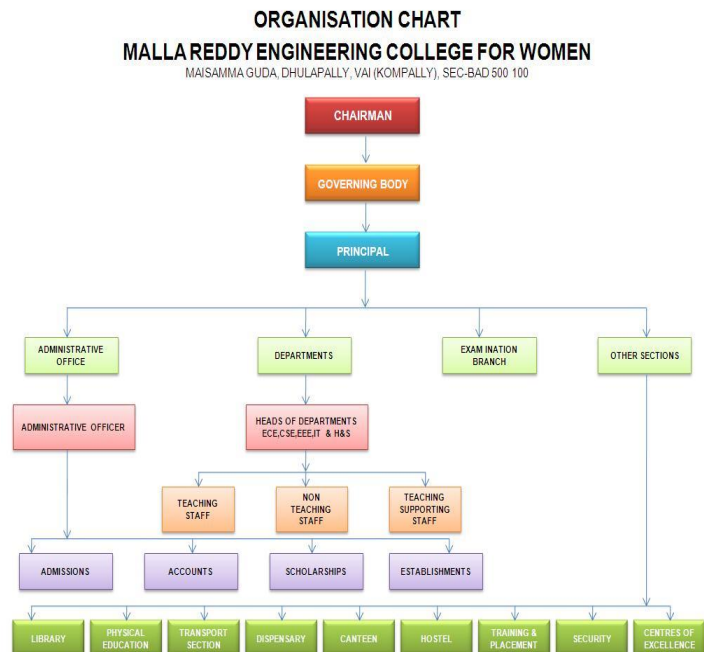 ORGANISATION CHART
MALLA REDDY ENGINEERING COLLEGE FOR WOMEN
MAISAMMA GUDA, DHULAPALLY, VAI (KOMPALLY), SEC-BAD 500 100
CHAIRMAN
GOVERNING BODY
PRINCIPAL
ADMINISTRATIVE
OFFICE
DEPARTMENTS
EXAM INATION
BRANCH
OTHER SECTIONS
ADMINISTRATIVE OFFICER
HEADS OF DEPARTMENTS
ECE,CSE,EEE,IT & H&S
TEACHING
STAFF
NON
TEACHING
STAFF
TEACHING
SUPPORTING
STAFF
ADMISSIONS
ACCOUNTS
SCHOLARSHIPS
ESTABLISHMENTS
LIBRARY
PHYSICAL
EDUCATION
TRANSPORT
SECTION
DISPENSARY
CANTEEN
HOSTEL
TRAINING &
PLACEMENT
SECURITY
CENTRES OF
EXCELLENCE